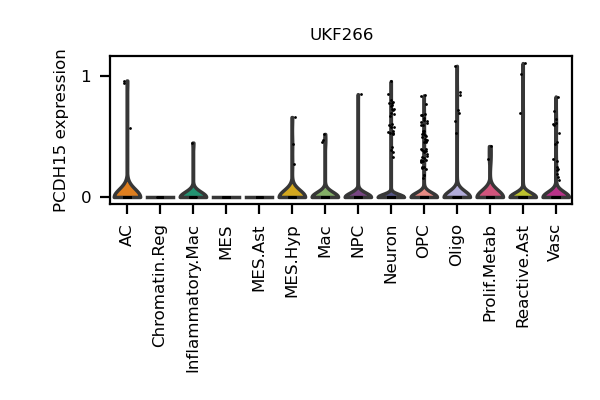 UKF266
PCDH15 expression
1
0
AC
Chromatin.Reg
Inflammatory.Mac
MES
MES.Ast
MES.Hyp
Mac
NPC
Neuron
OPC
Oligo
Prolif.Metab
Reactive.Ast
Vasc